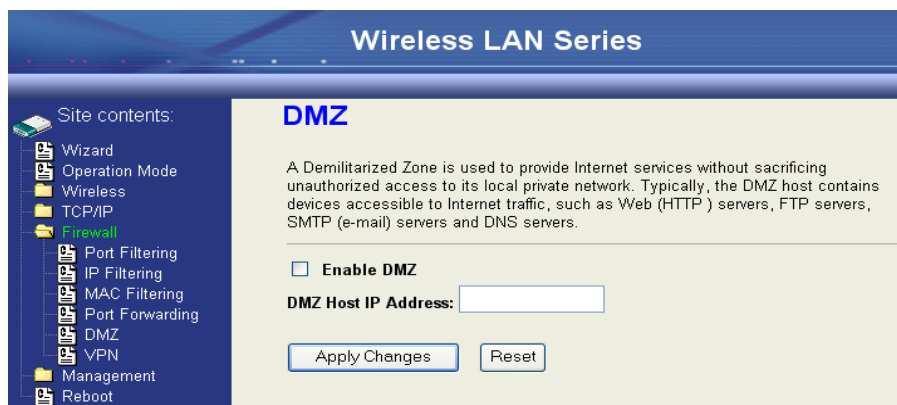 Wireless LAN Series
Site contents:
Wizard
Operation Mode
Wireless
TCP/IP
Firewall
Port Filtering
IP Filtering
MAC Filtering
Port Forwarding
DMZ
VPN
Management
Reboot
DMZ
A Demilitarized Zone is used to provide Internet services without sacrificing
unauthorized access to its local private network. Typically, the DMZ host contains
devices accessible to Internet traffic, such as Web (HTTP ) servers, FTP servers,
SMTP (e-mail) servers and DNS servers.
Enable DMZ
DMZ Host IP Address:
Apply Changes Reset